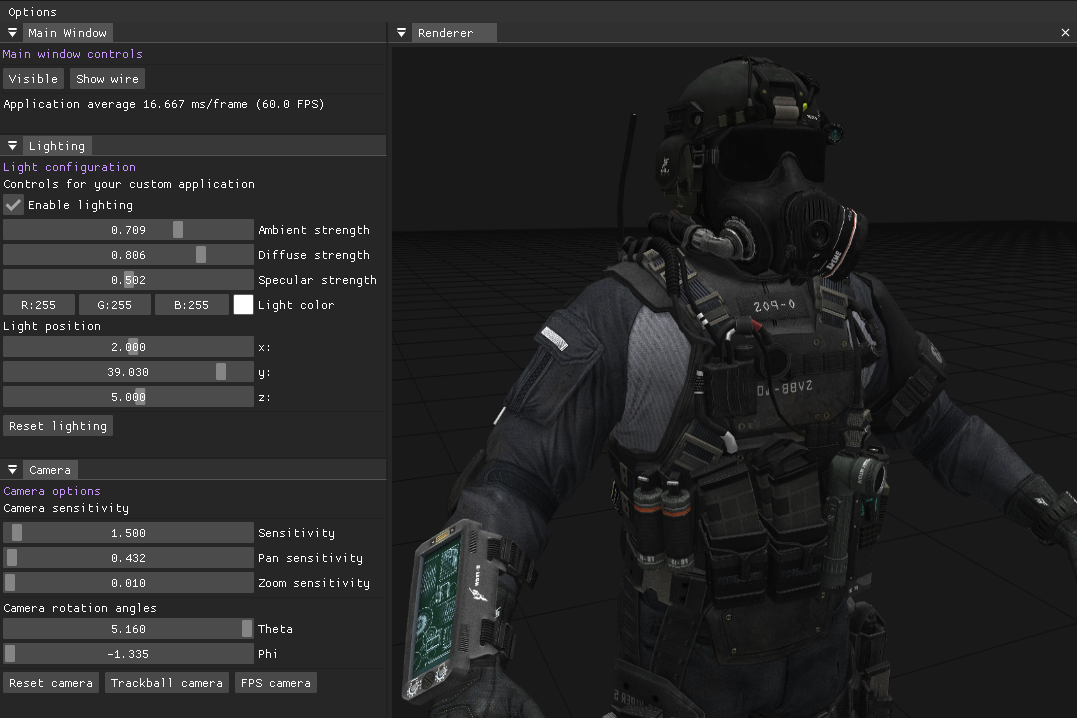 Options
Main Window
Main window controls
Visible Show wire
Application average 16.667 ms/frame (60.0 FPS)
Lighting
Light configuration
Controls for your custom application
Enable lighting
0.709 Ambient strength
0.806 Diffuse strength
0.502 Specular strength
R:255 G:255 B:255 Light color
Light position
2.000 x:
39.030 y:
5.000 z:
Reset lighting
Camera
Camera options
Camera sensitivity
1.500 Sensitivity
0.432 Pan sensitivity
0.010 Zoom sensitivity
Camera rotation angles
5.160 Theta
-1.335 Phi
Reset camera Trackball camera FPS camera
Renderer
209-0